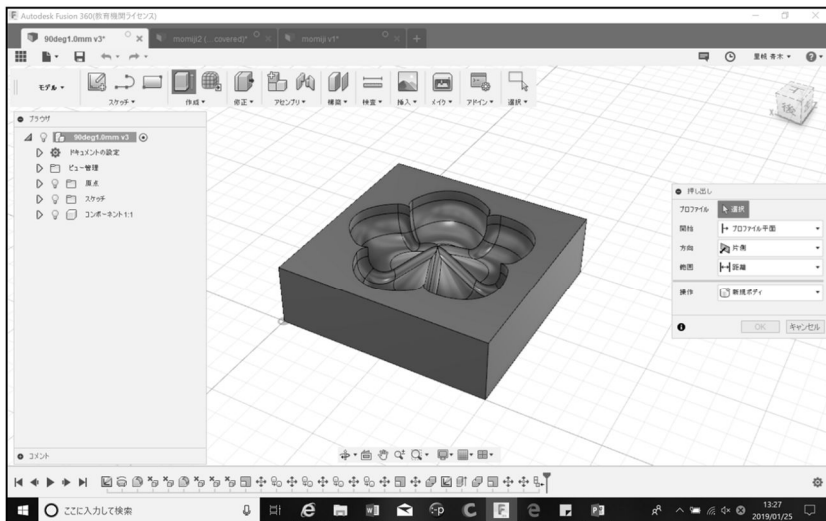 Autodesk Fusion 360(教育機関ライセンス)
90deg1.0mm v3*
momiji2 (...covered)*
momiji v1*
モデル
スケッチ
作成
修正
アセンブリ
構築
検査
挿入
メイク
アドイン
選択
ブラウザ
90deg1.0mm v3
ドキュメントの設定
ビュー管理
原点
スケッチ
コンポーネント1:1
後
押し出し
プロファイル 選択
開始 プロファイル平面
方向 片側
範囲 距離
操作 新規ボディ
OK キャンセル
コメント
ここに入力して検索
13:27
2019/01/25